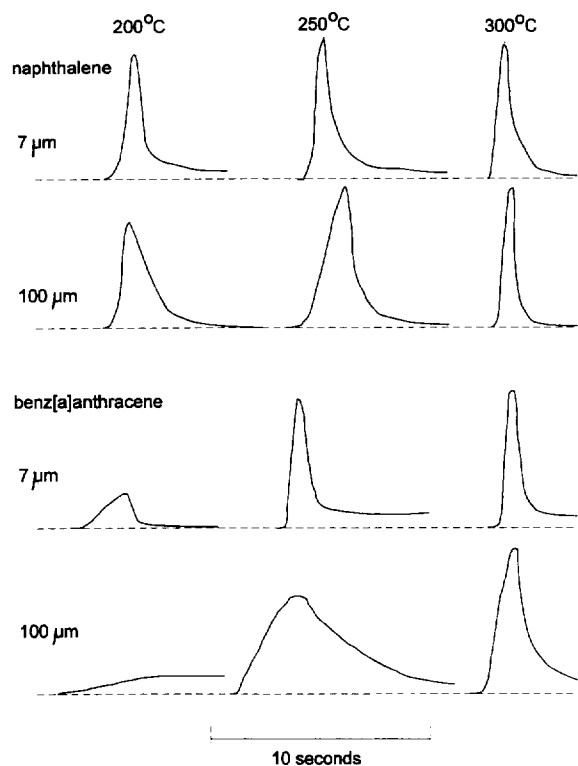 200°C 250°C 300°C
naphthalene
7 µm
100 µm
benz[a]anthracene
7 µm
100 µm
10 seconds